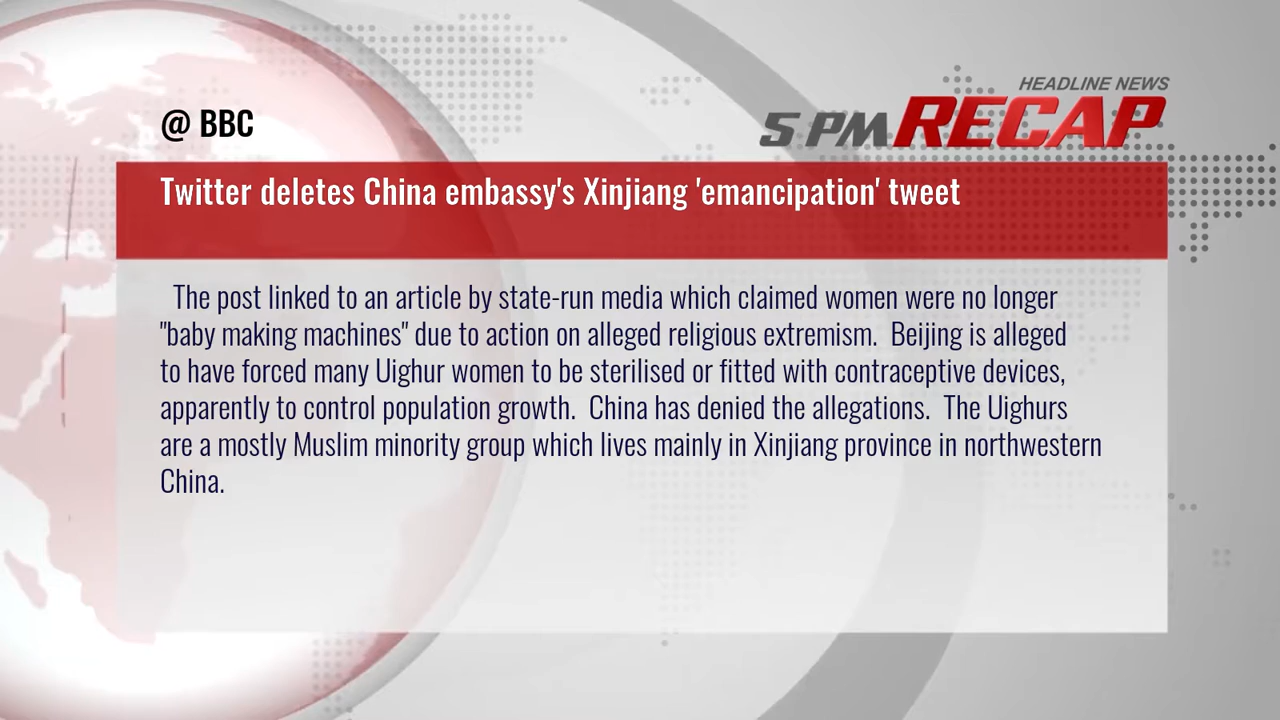 HEADLINE NEWS
@ BBC
5 PM RECAP
Twitter deletes China embassy's Xinjiang 'emancipation' tweet
The post linked to an article by state-run media which claimed women were no longer
"baby making machines" due to action on alleged religious extremism. Beijing is alleged
to have forced many Uighur women to be sterilised or fitted with contraceptive devices,
apparently to control population growth. China has denied the allegations. The Uighurs
are a mostly Muslim minority group which lives mainly in Xinjiang province in northwestern
China.